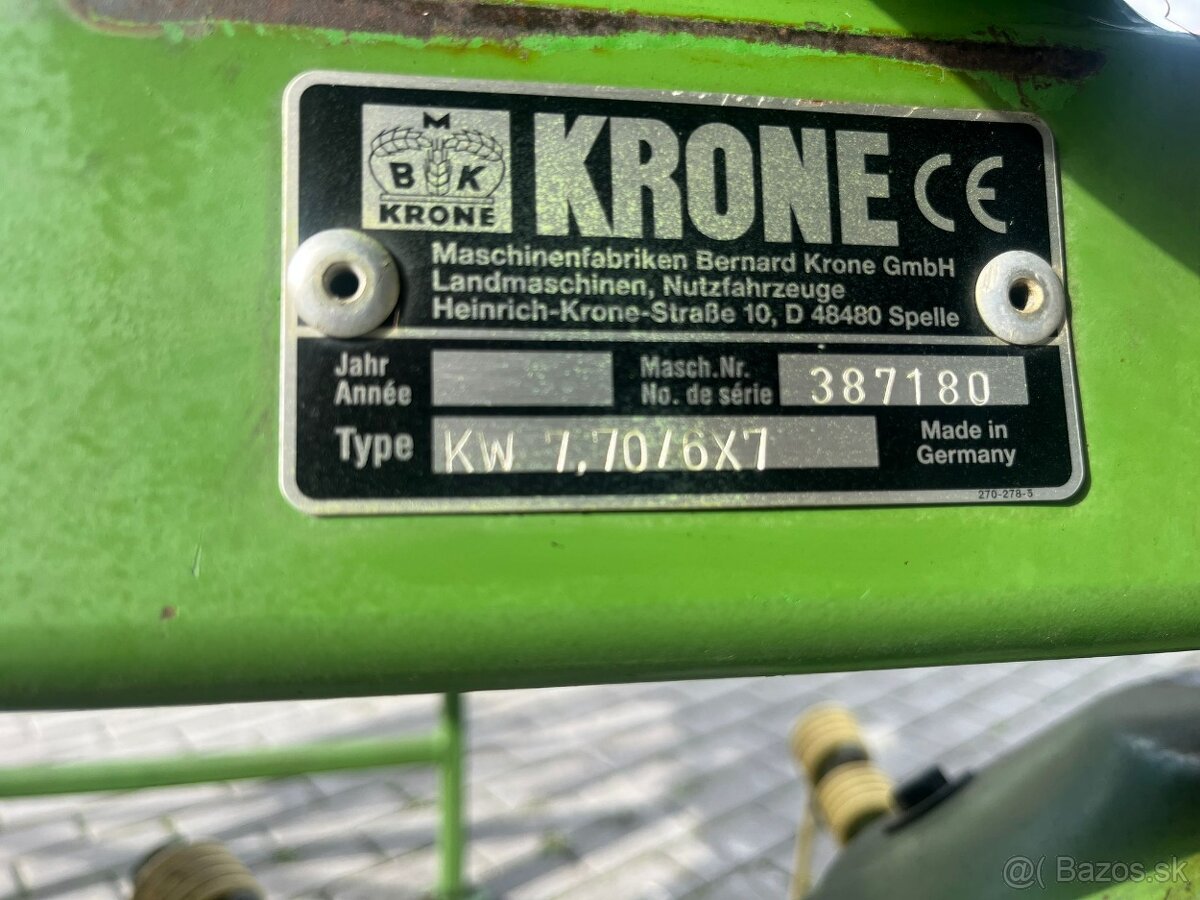 M
B K
KRONE
KRONE CE
Maschinenfabriken Bernard Krone GmbH
Landmaschinen, Nutzfahrzeuge
Heinrich-Krone-Straße 10, D 48480 Spelle
Jahr
Année
Masch.Nr.
No. de série
387180
Type
KW 7,70/6X7
Made in
Germany
270-278-5
@( Bazos.sk